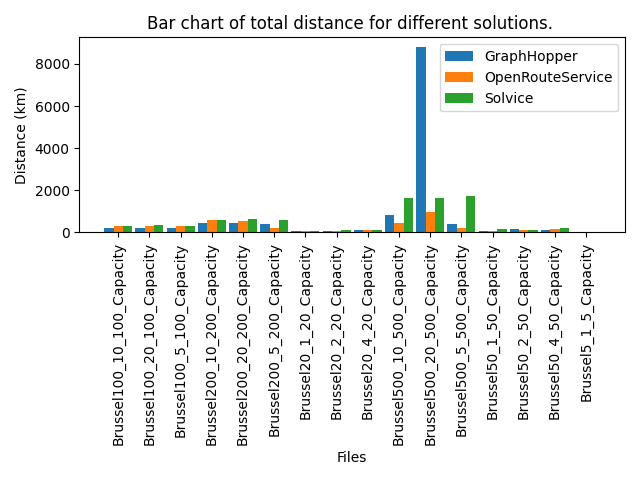 Bar chart of total distance for different solutions.
GraphHopper
OpenRouteService
Solvice
Distance (km)
8000
6000
4000
2000
0
Brussel100_10_100_Capacity
Brussel100_20_100_Capacity
Brussel100_5_100_Capacity
Brussel200_10_200_Capacity
Brussel200_20_200_Capacity
Brussel200_5_200_Capacity
Brussel20_1_20_Capacity
Brussel20_2_20_Capacity
Brussel20_4_20_Capacity
Brussel500_10_500_Capacity
Brussel500_20_500_Capacity
Brussel500_5_500_Capacity
Brussel50_1_50_Capacity
Brussel50_2_50_Capacity
Brussel50_4_50_Capacity
Brussel5_1_5_Capacity
Files